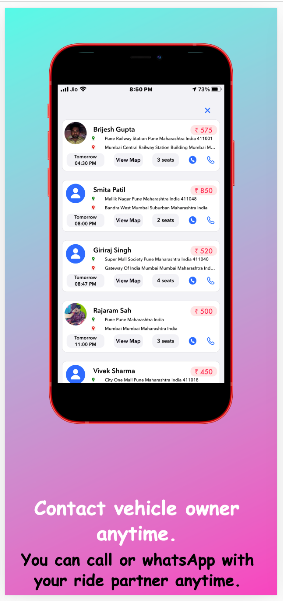 Jio 8:50 PM 73%
Brijesh Gupta ₹ 575
Pune Railway Station Pune Maharashtra India 411001
Mumbai Central Railway Station Building Mumbai M...
Tomorrow
04:30 PM View Map 3 seats
Smita Patil ₹ 850
Malik Nagar Pune Maharashtra India 411048
Bandra West Mumbai Suburban Maharashtra India
Tomorrow
08:00 PM View Map 2 seats
Giriraj Singh ₹ 520
Super Mall Society Pune Maharashtra India 411040
Gateway Of India Mumbai Mumbai Maharashtra Ind...
Tomorrow
08:47 PM View Map 4 seats
Rajaram Sah ₹ 500
Pune Pune Maharashtra India
Mumbai Mumbai Maharashtra India
Tomorrow
11:00 PM View Map 3 seats
Vivek Sharma ₹ 450
City One Mall Pune Maharashtra India 411018
Contact vehicle owner
anytime.
You can call or whatsApp with
your ride partner anytime.